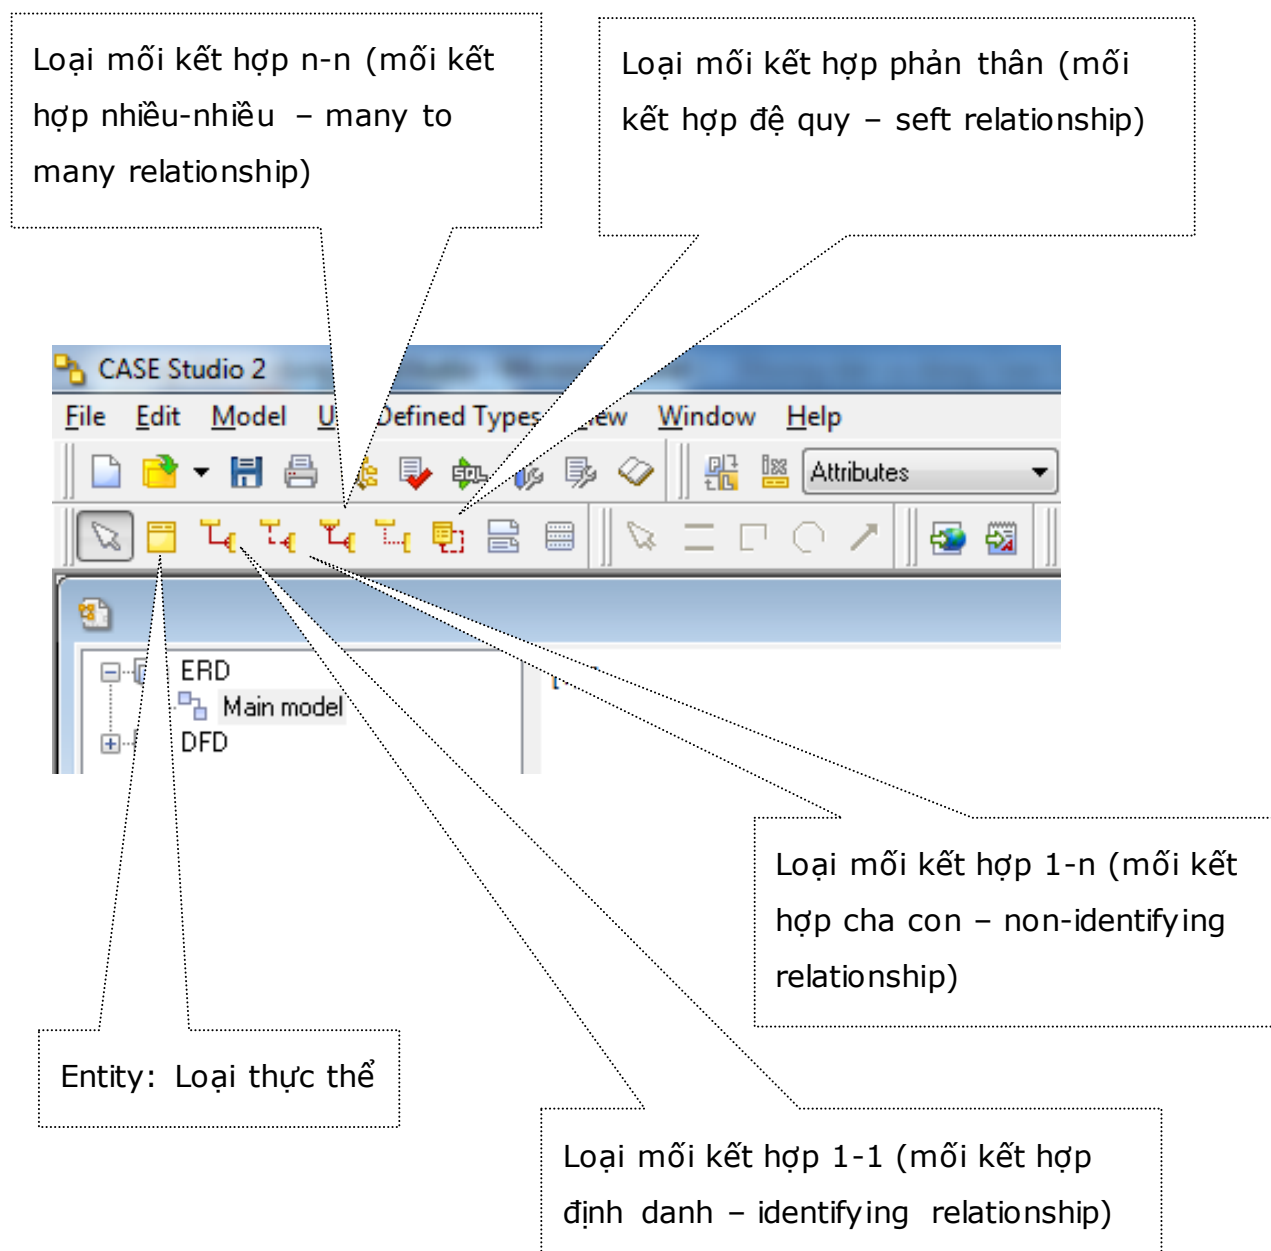 Loại mối kết hợp n-n (mối kết
hợp nhiều-nhiều – many to
many relationship)
Loại mối kết hợp phản thân (mối
kết hợp đệ quy – seft relationship)
CASE Studio 2
File Edit Model U Defined Types ew Window Help
Attributes
ERD
Main model
DFD
Loại mối kết hợp 1-n (mối kết
hợp cha con – non-identifying
relationship)
Entity: Loại thực thể
Loại mối kết hợp 1-1 (mối kết hợp
định danh – identifying relationship)